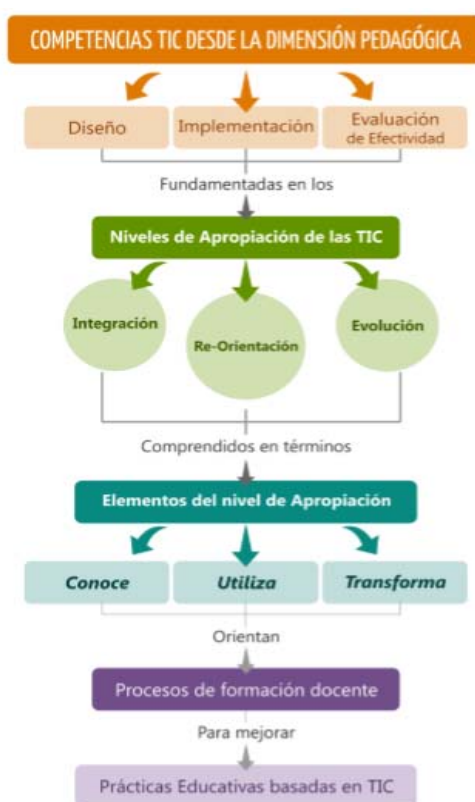 COMPETENCIAS TIC DESDE LA DIMENSIÓN PEDAGÓGICA
Diseño
Implementación
Evaluación
de Efectividad
Fundamentadas en los
Niveles de Apropiación de las TIC
Integración
Re-Orientación
Evolución
Comprendidos en términos
Elementos del nivel de Apropiación
Conoce
Utiliza
Transforma
Orientan
Procesos de formación docente
Para mejorar
Prácticas Educativas basadas en TIC